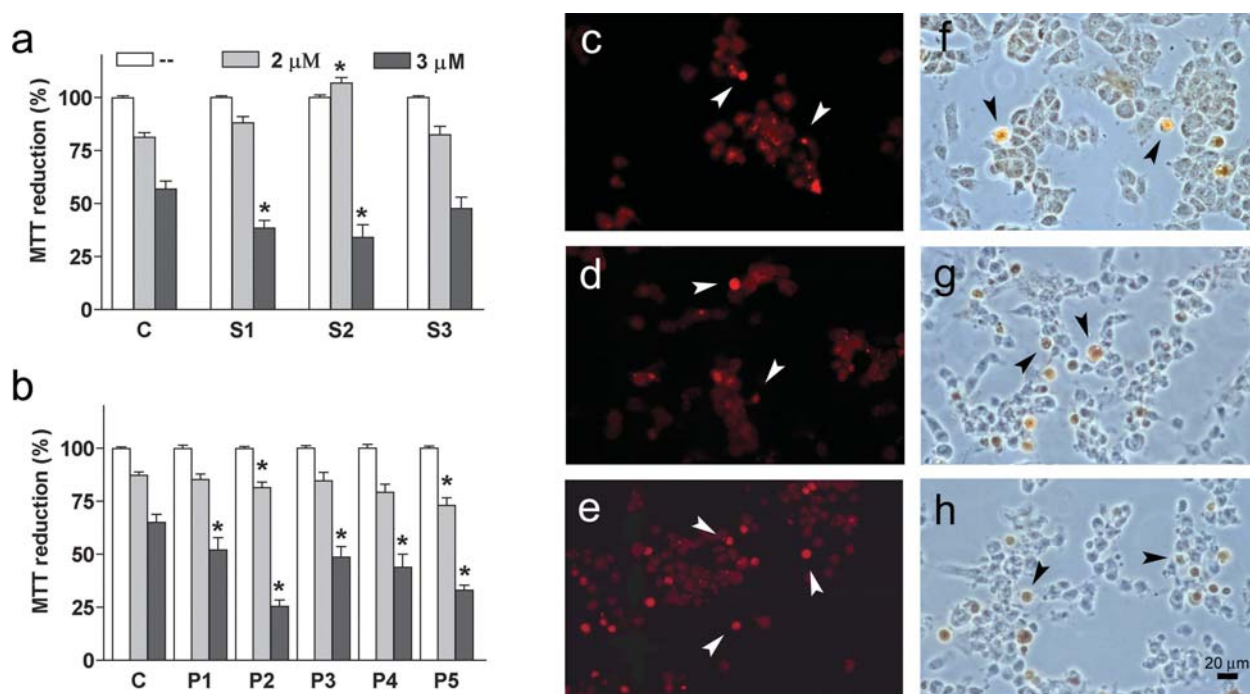 a
-- 2 µM 3 µM
MTT reduction (%)
100
75
50
25
0
* * *
C S1 S2 S3
b
MTT reduction (%)
100
75
50
25
0
* * * * * * *
C P1 P2 P3 P4 P5
c
d
e
f
g
h
20 µm